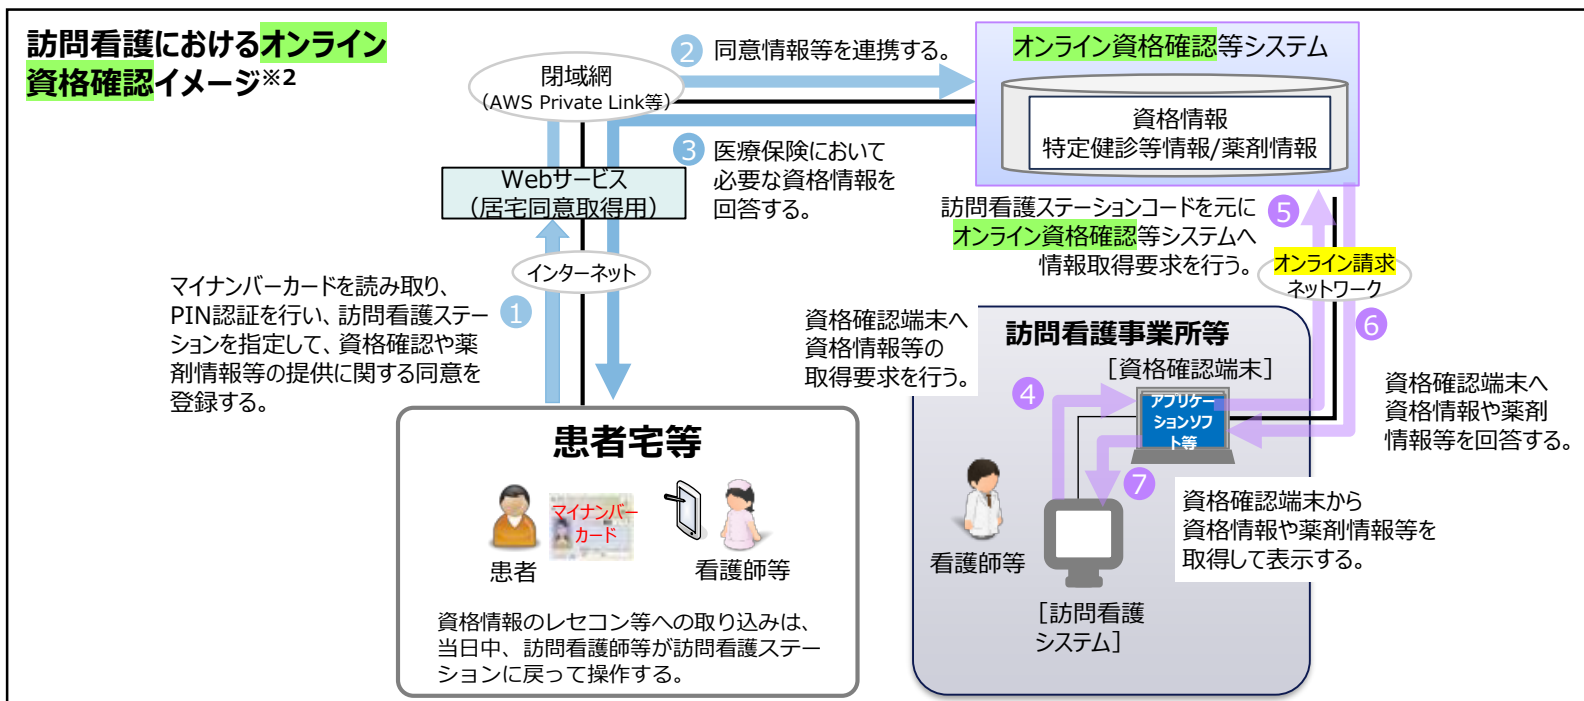 訪問看護におけるオンライン
資格確認イメージ※2
閉域網
（AWS Private Link等）
② 同意情報等を連携する。
オンライン資格確認等システム
資格情報
特定健診等情報/薬剤情報
③ 医療保険において
必要な資格情報を
回答する。
Webサービス
（居宅同意取得用）
インターネット
①
マイナンバーカードを読み取り、
PIN認証を行い、訪問看護ステー
ションを指定して、資格確認や薬
剤情報等の提供に関する同意を
登録する。
訪問看護ステーションコードを元に
オンライン資格確認等システムへ
情報取得要求を行う。
⑤
オンライン請求
ネットワーク
⑥
資格確認端末へ
資格情報や薬剤
情報等を回答する。
資格確認端末へ
資格情報等の
取得要求を行う。
訪問看護事業所等
［資格確認端末］
④
アプリケー
ションソフ
ト等
⑦
資格確認端末から
資格情報や薬剤情報等を
取得して表示する。
看護師等
［訪問看護
システム］
患者宅等
マイナンバー
カード
患者
看護師等
資格情報のレセコン等への取り込みは、
当日中、訪問看護師等が訪問看護ステー
ションに戻って操作する。